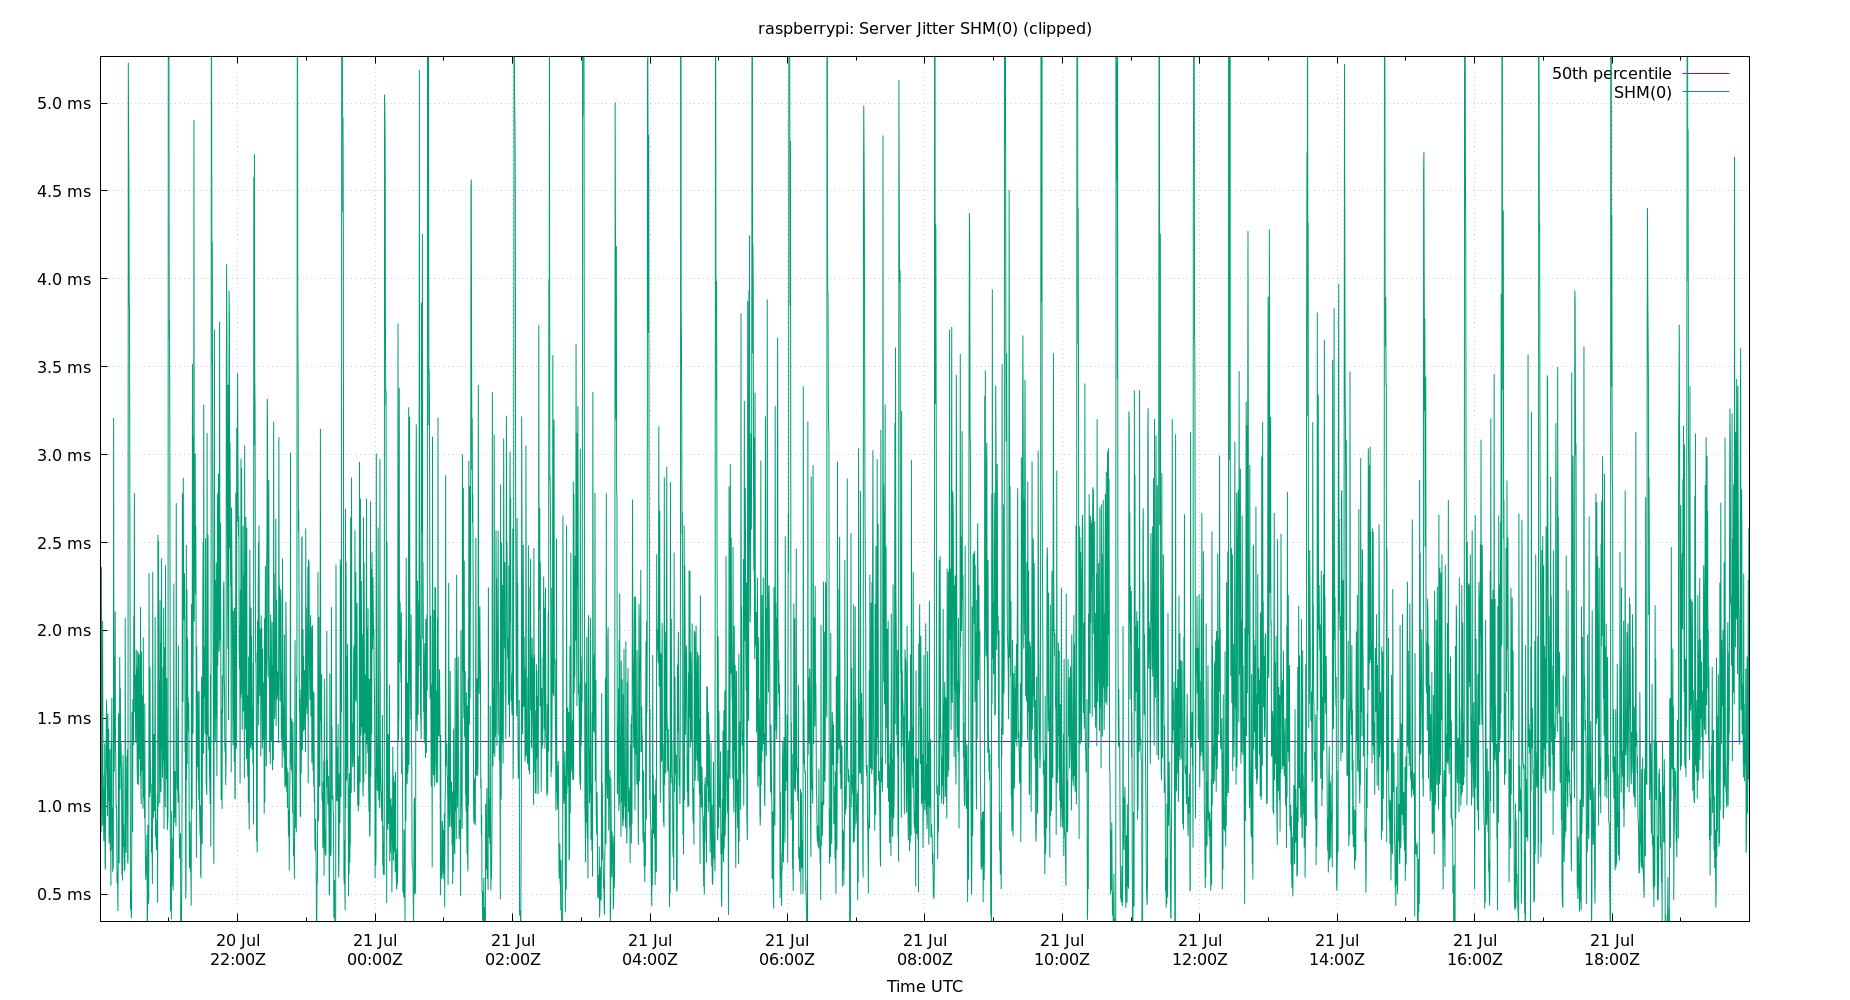 raspberrypi: Server Jitter SHM(0) (clipped)
50th percentile
SHM(0)
5.0 ms
4.5 ms
4.0 ms
3.5 ms
3.0 ms
2.5 ms
2.0 ms
1.5 ms
1.0 ms
0.5 ms
20 Jul 21 Jul 21 Jul 21 Jul 21 Jul 21 Jul 21 Jul 21 Jul 21 Jul 21 Jul 21 Jul
22:00Z 00:00Z 02:00Z 04:00Z 06:00Z 08:00Z 10:00Z 12:00Z 14:00Z 16:00Z 18:00Z
Time UTC